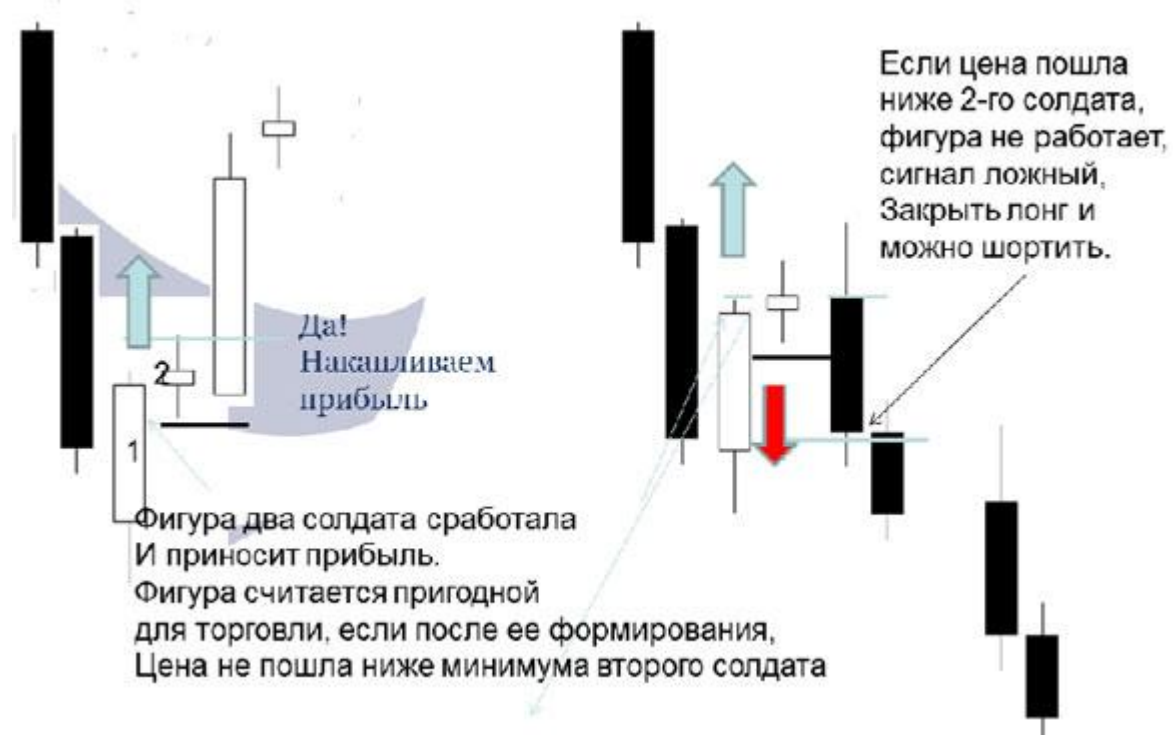 Если цена пошла
ниже 2-го солдата,
фигура не работает,
сигнал ложный,
Закрыть лонг и
можно шортить.
Да!
Накапливаем
прибыль
2
1
Фигура два солдата сработала
И приносит прибыль.
Фигура считается пригодной
для торговли, если после ее формирования,
Цена не пошла ниже минимума второго солдата